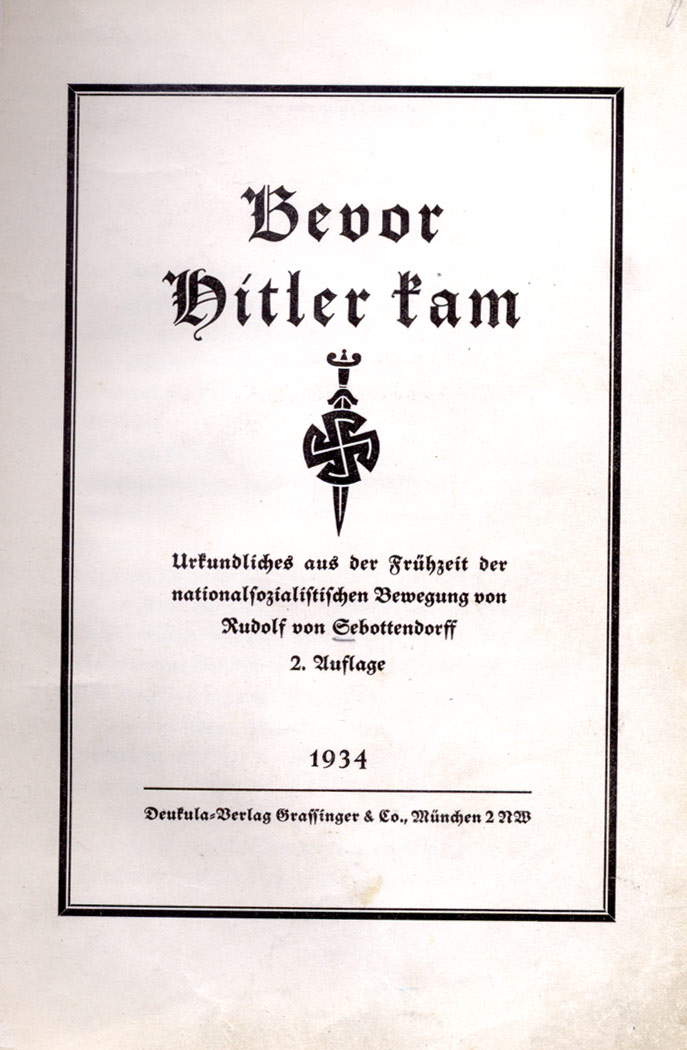 Bevor
Hitler kam
Urkundliches aus der Frühzeit der
nationalsozialistischen Bewegung von
Rudolf von Sebottendorff
2. Auflage
1934
Deukula-Verlag Grassinger & Co., München 2 NW